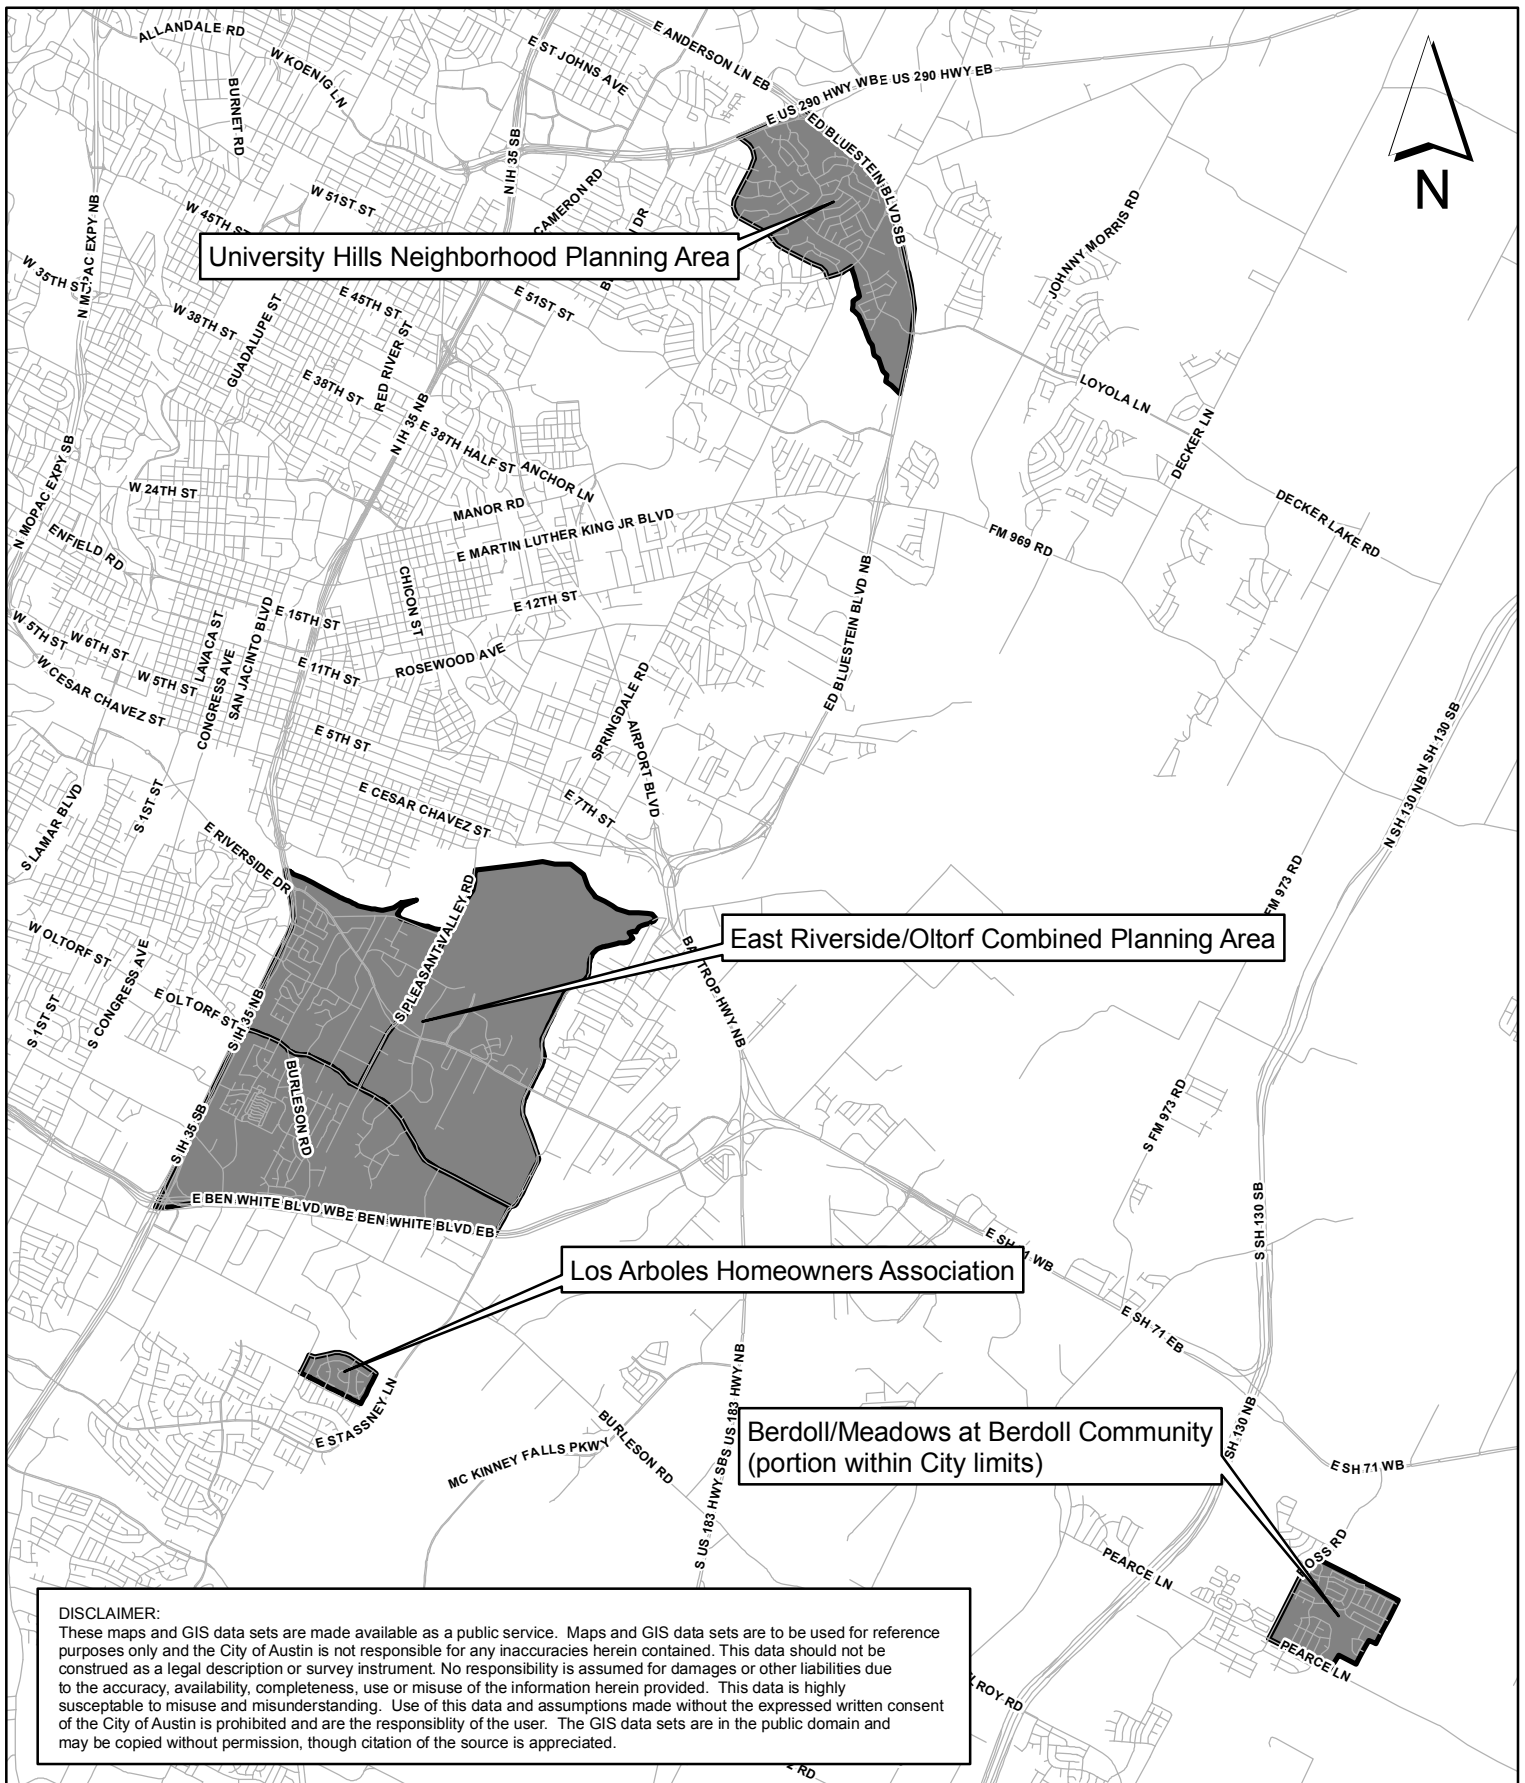 ALLANDALE RD
W KOENIG LN
BURNET RD
E ST JOHNS AVE
E ANDERSON LN EB
E US 290 HWY WB
E US 290 HWY EB
ED BLUESTEIN BLVD SB
N
N IH 35 SB
CAMERON RD
W 51ST ST
W 45TH ST
N MOPAC EXPY NB
JOHNNY MORRIS RD
University Hills Neighborhood Planning Area
W 35TH ST
E 45TH ST
E 51ST ST
W 38TH ST
GUADALUPE ST
RED RIVER ST
E 38TH ST
N IH 35 NB
LOYOLA LN
DECKER LN
E 38TH HALF ST
ANCHOR LN
N MOPAC EXPY SB
W 24TH ST
MANOR RD
E MARTIN LUTHER KING JR BLVD
DECKER LAKE RD
FM 969 RD
ENFIELD RD
CHICON ST
E 12TH ST
ED BLUESTEIN BLVD NB
E 15TH ST
W 5TH ST
W 6TH ST
LAVACA ST
CONGRESS AVE
SAN JACINTO BLVD
W 5TH ST
E 11TH ST
ROSEWOOD AVE
W CESAR CHAVEZ ST
SPRINGDALE RD
AIRPORT BLVD
E 5TH ST
N SH 130 SB
N SH 130 NB
N SH 130 SB
S LAMAR BLVD
S 1ST ST
E CESAR CHAVEZ ST
E 7TH ST
E RIVERSIDE DR
FM 973 RD
S PLEASANT VALLEY RD
East Riverside/Oltorf Combined Planning Area
W OLTORF ST
S CONGRESS AVE
E OLTORF ST
S IH 35 NB
S 1ST ST
BURLESON RD
S FM 973 RD
S IH 35 SB
E BEN WHITE BLVD WB
E BEN WHITE BLVD EB
S SH 130 SB
Los Arboles Homeowners Association
E SH 71 EB
E STASSNEY LN
S US 183 HWY NB
SH 130 NB
Berdoll/Meadows at Berdoll Community
(portion within City limits)
BURLESON RD
MC KINNEY FALLS PKWY
S US 183 HWY SB
E SH 71 WB
PEARCE LN
PEARCE LN
DISCLAIMER:
These maps and GIS data sets are made available as a public service.  Maps and GIS data sets are to be used for reference
purposes only and the City of Austin is not responsible for any inaccuracies herein contained. This data should not be
construed as a legal description or survey instrument. No responsibility is assumed for damages or other liabilities due
to the accuracy, availability, completeness, use or misuse of the information herein provided.  This data is highly
susceptable to misuse and misunderstanding.  Use of this data and assumptions made without the expressed written consent
of the City of Austin is prohibited and are the responsiblity of the user.  The GIS data sets are in the public domain and
may be copied without permission, though citation of the source is appreciated.